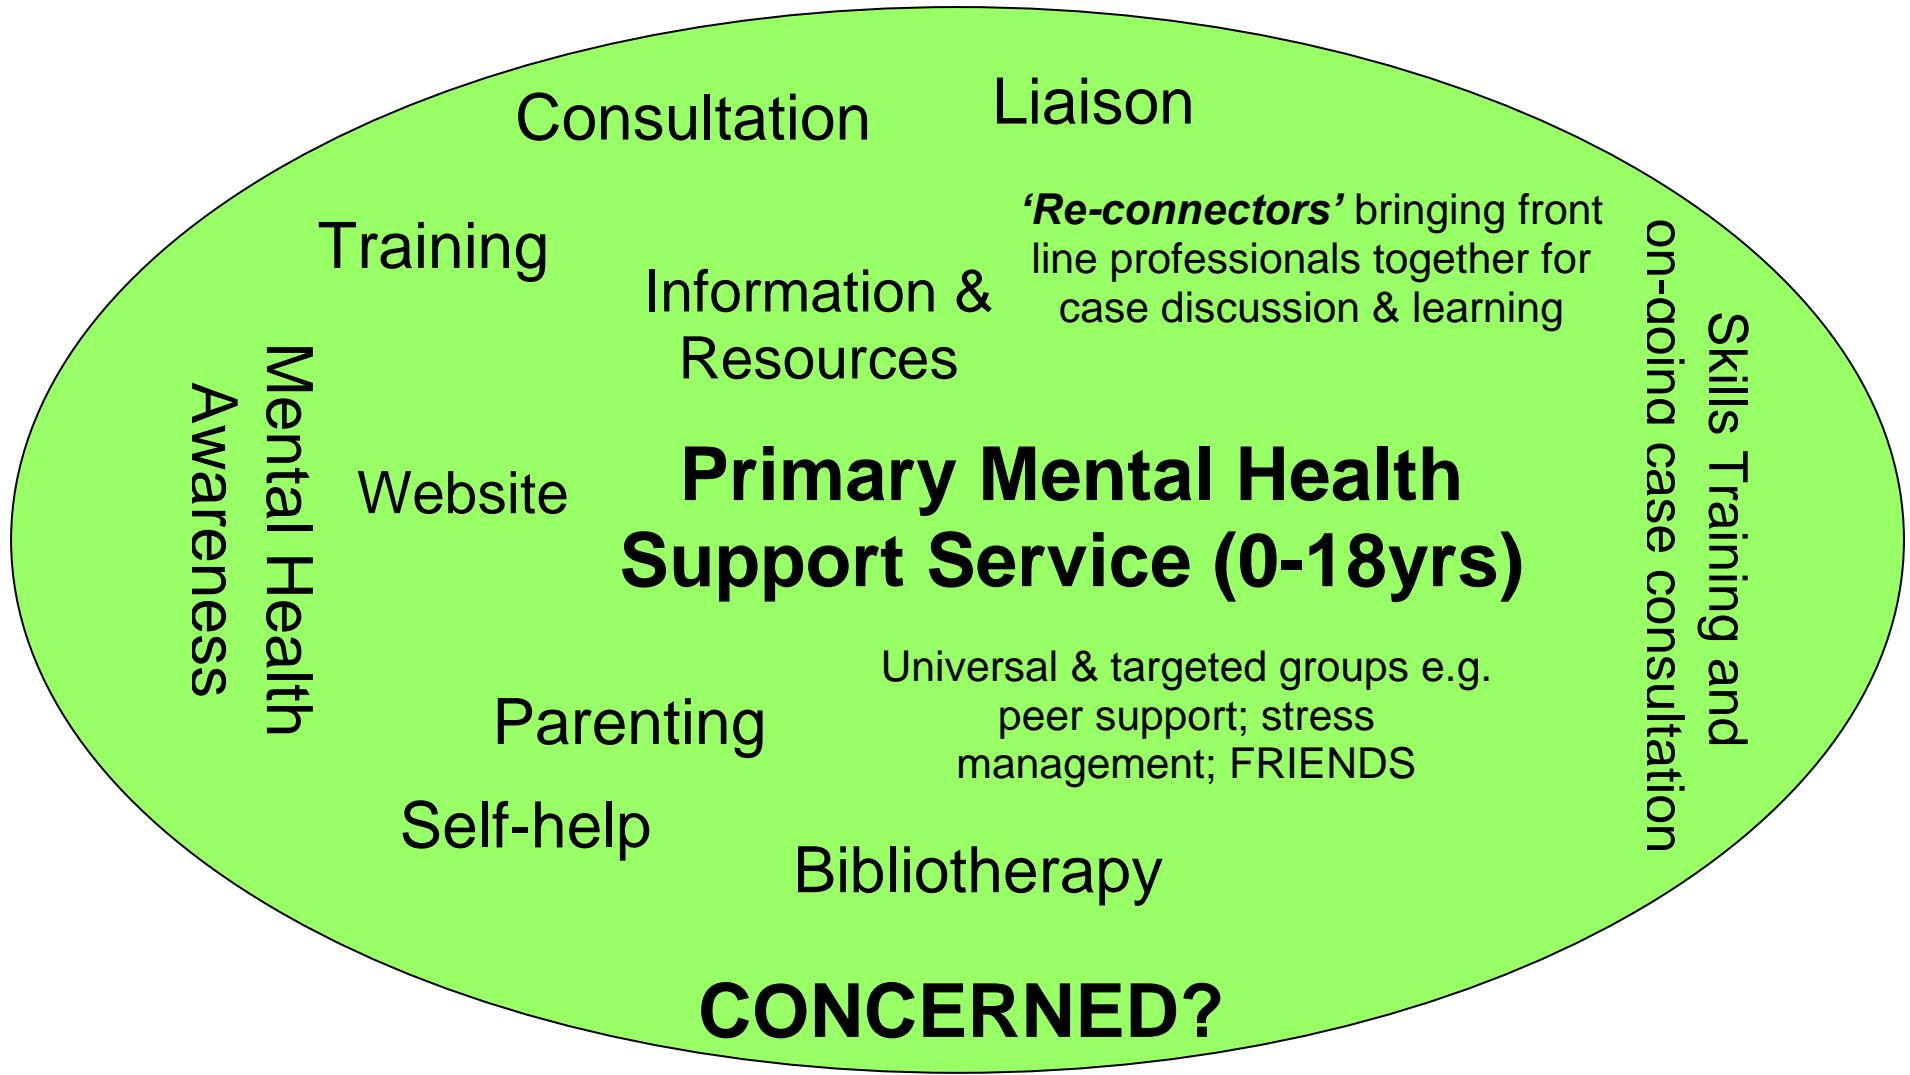 Consultation
Liaison
Training
‘Re-connectors’ bringing front
line professionals together for
case discussion & learning
Information &
Resources
Mental Health
Awareness
Website
Primary Mental Health
Support Service (0-18yrs)
Skills Training and
on-going case consultation
Universal & targeted groups e.g.
peer support; stress
management; FRIENDS
Parenting
Self-help
Bibliotherapy
CONCERNED?